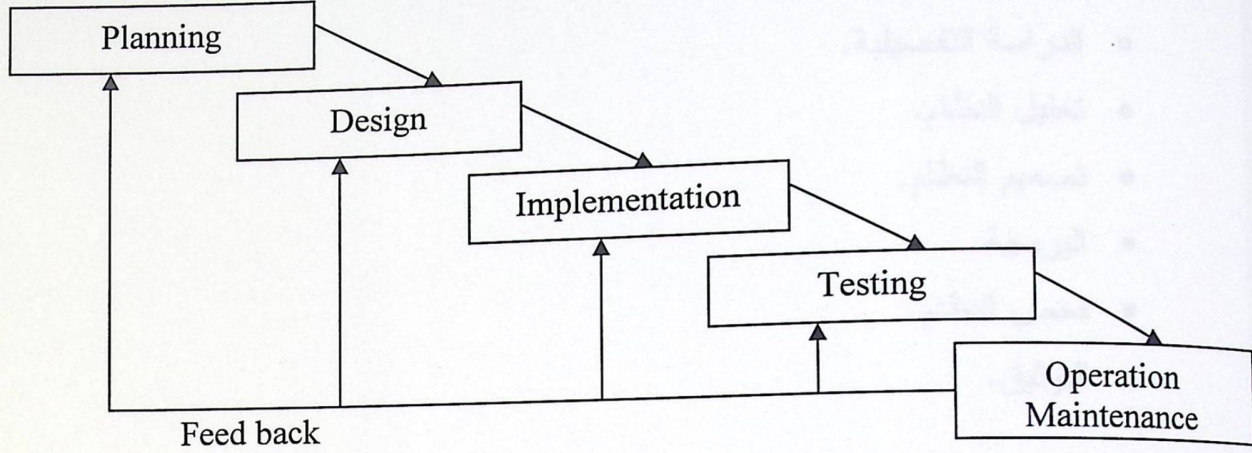 Planning
Design
Implementation
Testing
Operation
Maintenance
Feed back